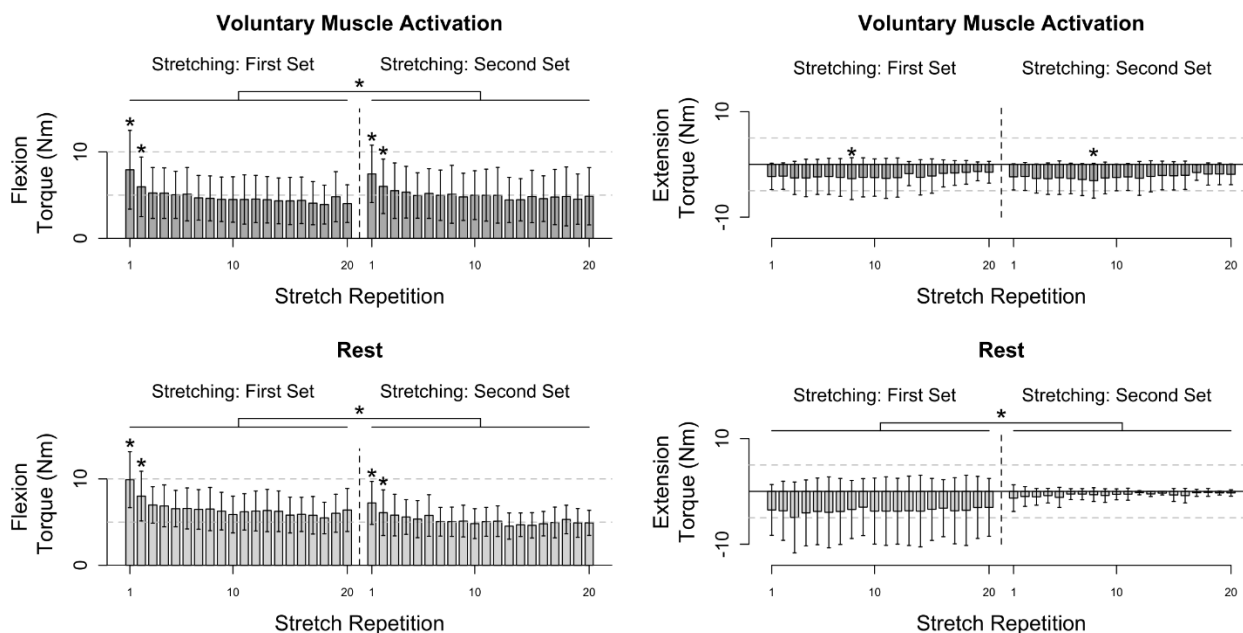 Voluntary Muscle Activation
Stretching: First Set
Stretching: Second Set
*
* * * *
Flexion
Torque (Nm)
10
0
1 10 20 1 10 20
Stretch Repetition
Voluntary Muscle Activation
Stretching: First Set
Stretching: Second Set
* *
Extension
Torque (Nm)
10
-10
1 10 20 1 10 20
Stretch Repetition
Rest
Stretching: First Set
Stretching: Second Set
*
* * * *
Flexion
Torque (Nm)
10
0
1 10 20 1 10 20
Stretch Repetition
Rest
Stretching: First Set
Stretching: Second Set
*
Extension
Torque (Nm)
10
-10
1 10 20 1 10 20
Stretch Repetition